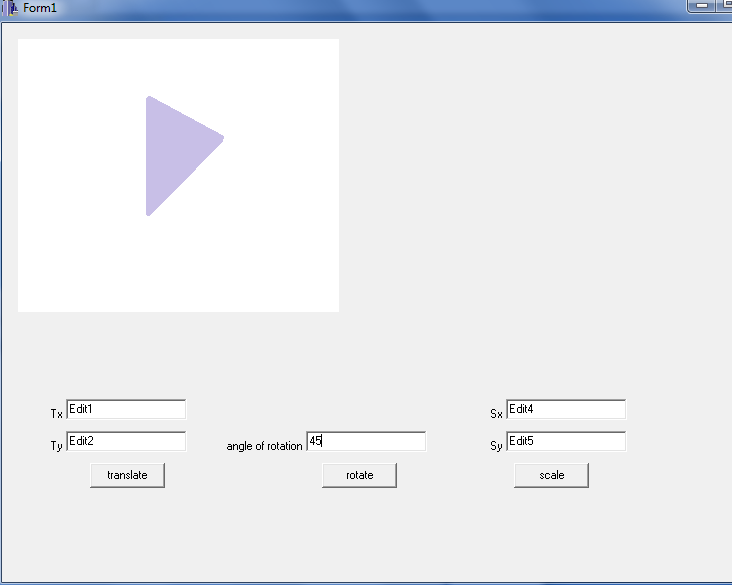 Form1
Tx Edit1
Sx Edit4
Ty Edit2
angle of rotation 45
Sy Edit5
translate
rotate
scale